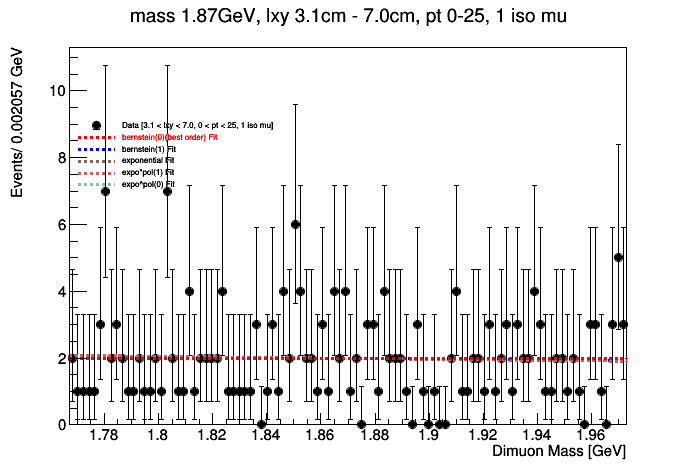 mass 1.87GeV, lxy 3.1cm - 7.0cm, pt 0-25, 1 iso mu
Events/ 0.002057 GeV
10
8
6
4
2
0
Data [3.1 < lxy < 7.0, 0 < pt < 25, 1 iso mu]
bernstein(0)(best order) Fit
bernstein(1) Fit
exponential Fit
expo*pol(1) Fit
expo*pol(0) Fit
1.78 1.8 1.82 1.84 1.86 1.88 1.9 1.92 1.94 1.96
Dimuon Mass [GeV]